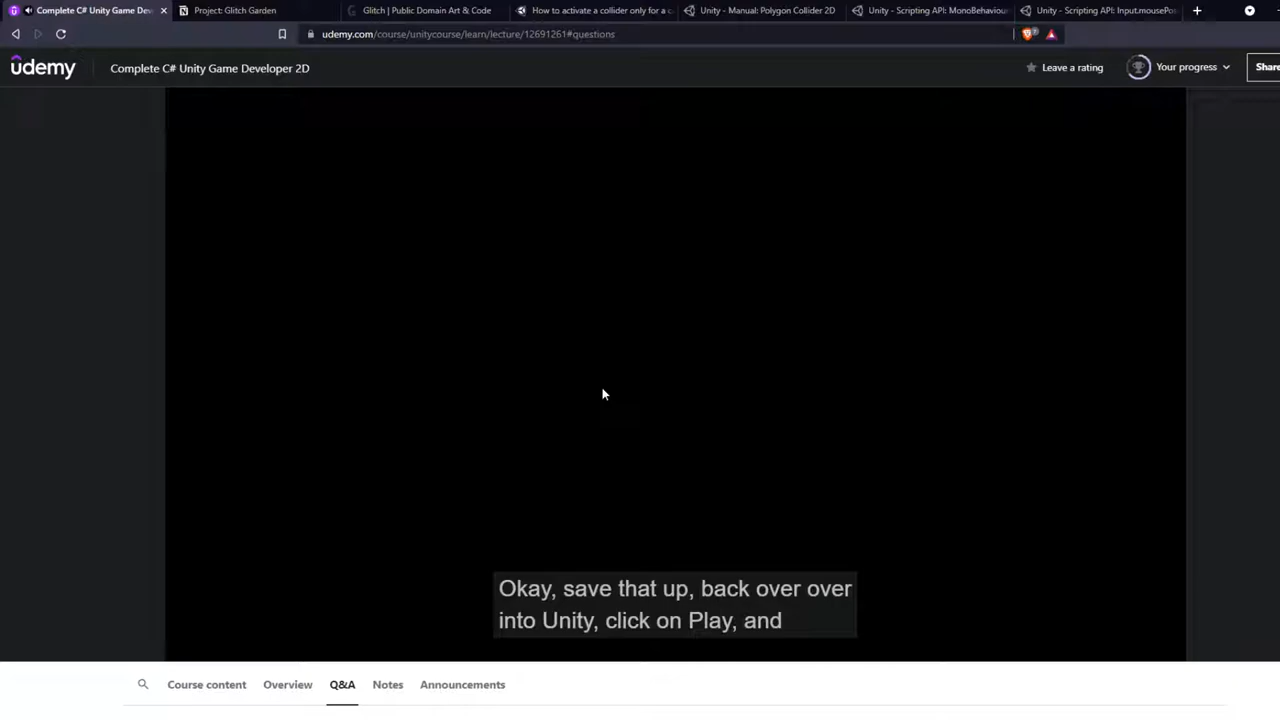 Complete C# Unity Game Dev
Project: Glitch Garden
Glitch | Public Domain Art & Code
How to activate a collider only for a c
Unity - Manual: Polygon Collider 2D
Unity - Scripting API: MonoBehaviour
Unity - Scripting API: Input.mousePos
udemy.com/course/unitycourse/learn/lecture/12691261#questions
udemy
Complete C# Unity Game Developer 2D
Leave a rating
Your progress
Share
Okay, save that up, back over over
into Unity, click on Play, and
Course content
Overview
Q&A
Notes
Announcements